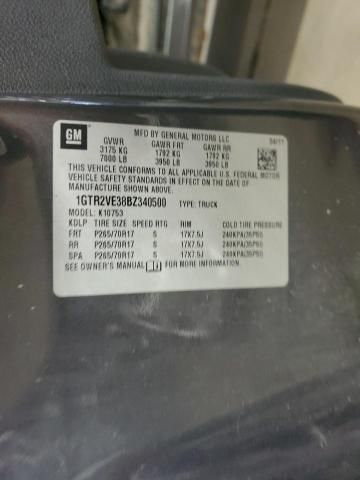 GM
MFD BY GENERAL MOTORS LLC 04/11
GVWR GAWR FRT GAWR RR
3175 KG 1792 KG 1792 KG
7000 LB 3950 LB 3950 LB
THIS VEHICLE CONFORMS TO ALL APPLICABLE U.S. FEDERAL MOTOR
VEHICLE SAFETY STANDARDS IN EFFECT ON THE DATE OF
MANUFACTURE SHOWN ABOVE.
1GTR2VE38BZ340500 TYPE: TRUCK
MODEL: K10753
KDLP TIRE SIZE SPEED RTG RIM COLD TIRE PRESSURE
FRT P265/70R17 S 17X7.5J 240KPA(35PSI)
RR P265/70R17 S 17X7.5J 240KPA(35PSI)
SPA P265/70R17 S 17X7.5J 240KPA(35PSI)
SEE OWNER'S MANUAL FOR MORE INFORMATION.